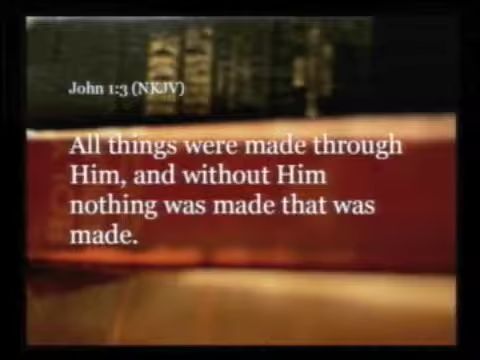 John 1:3 (NKJV)
All things were made through
Him, and without Him
nothing was made that was
made.